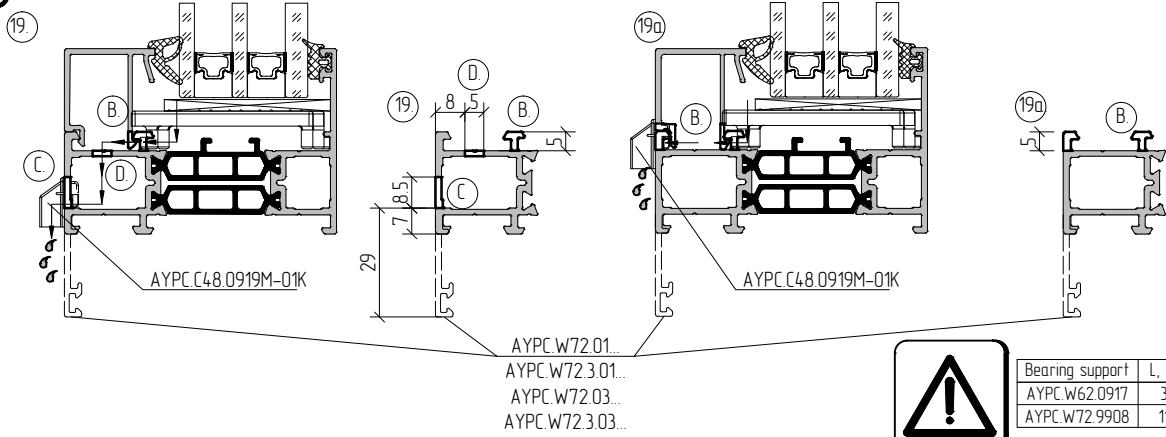 19.
19a
B.
C.
D.
AYPC.C48.0919M-01K
19.
D.
B.
8
5
5
C
8.5
7
29
B.
AYPC.C48.0919M-01K
19a
B.
5
AYPC.W72.01...
AYPC.W72.3.01...
AYPC.W72.03...
AYPC.W72.3.03...
Bearing support L,
AYPC.W62.0917 3
AYPC.W72.9908